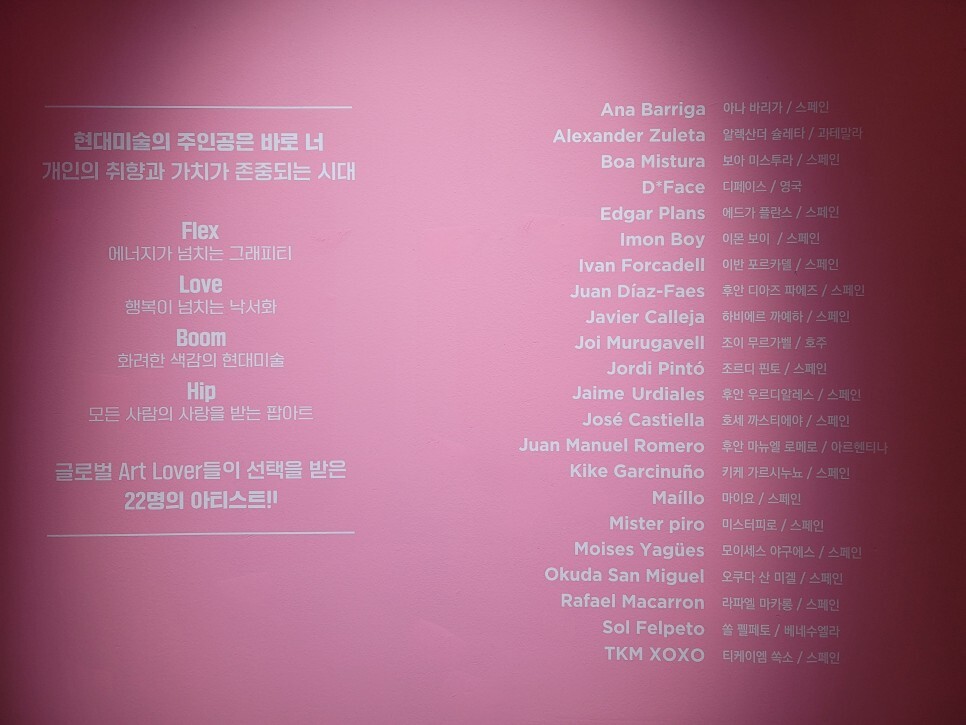 현대미술의 주인공은 바로 너
개인의 취향과 가치가 존중되는 시대
Flex
에너지가 넘치는 그래피티
Love
행복이 넘치는 낙서화
Boom
화려한 색감의 현대미술
Hip
모든 사람의 사랑을 받는 팝아트
글로벌 Art Lover들이 선택을 받은
22명의 아티스트!!
Ana Barriga 아나 바리가 / 스페인
Alexander Zuleta 알렉산더 슐레타 / 과테말라
Boa Mistura 보아 미스투라 / 스페인
D*Face 디페이스 / 영국
Edgar Plans 에드가 플란스 / 스페인
Imon Boy 이몬 보이 / 스페인
Ivan Forcadell 이반 포르카델 / 스페인
Juan Díaz-Faes 후안 디아즈 파에즈 / 스페인
Javier Calleja 하비에르 까예하 / 스페인
Joi Murugavell 조이 무르가벨 / 호주
Jordi Pintó 조르디 핀토 / 스페인
Jaime Urdiales 후안 우르디알레스 / 스페인
José Castiella 호세 까스티에야 / 스페인
Juan Manuel Romero 후안 마뉴엘 로메로 / 아르헨티나
Kike Garcinuño 키케 가르시누뇨 / 스페인
Maíllo 마이요 / 스페인
Mister piro 미스터피로 / 스페인
Moises Yagües 모이세스 야구에스 / 스페인
Okuda San Miguel 오쿠다 산 미겔 / 스페인
Rafael Macarron 라파엘 마카롱 / 스페인
Sol Felpeto 쏠 펠페토 / 베네수엘라
TKM XOXO 티케이엠 쏙소 / 스페인